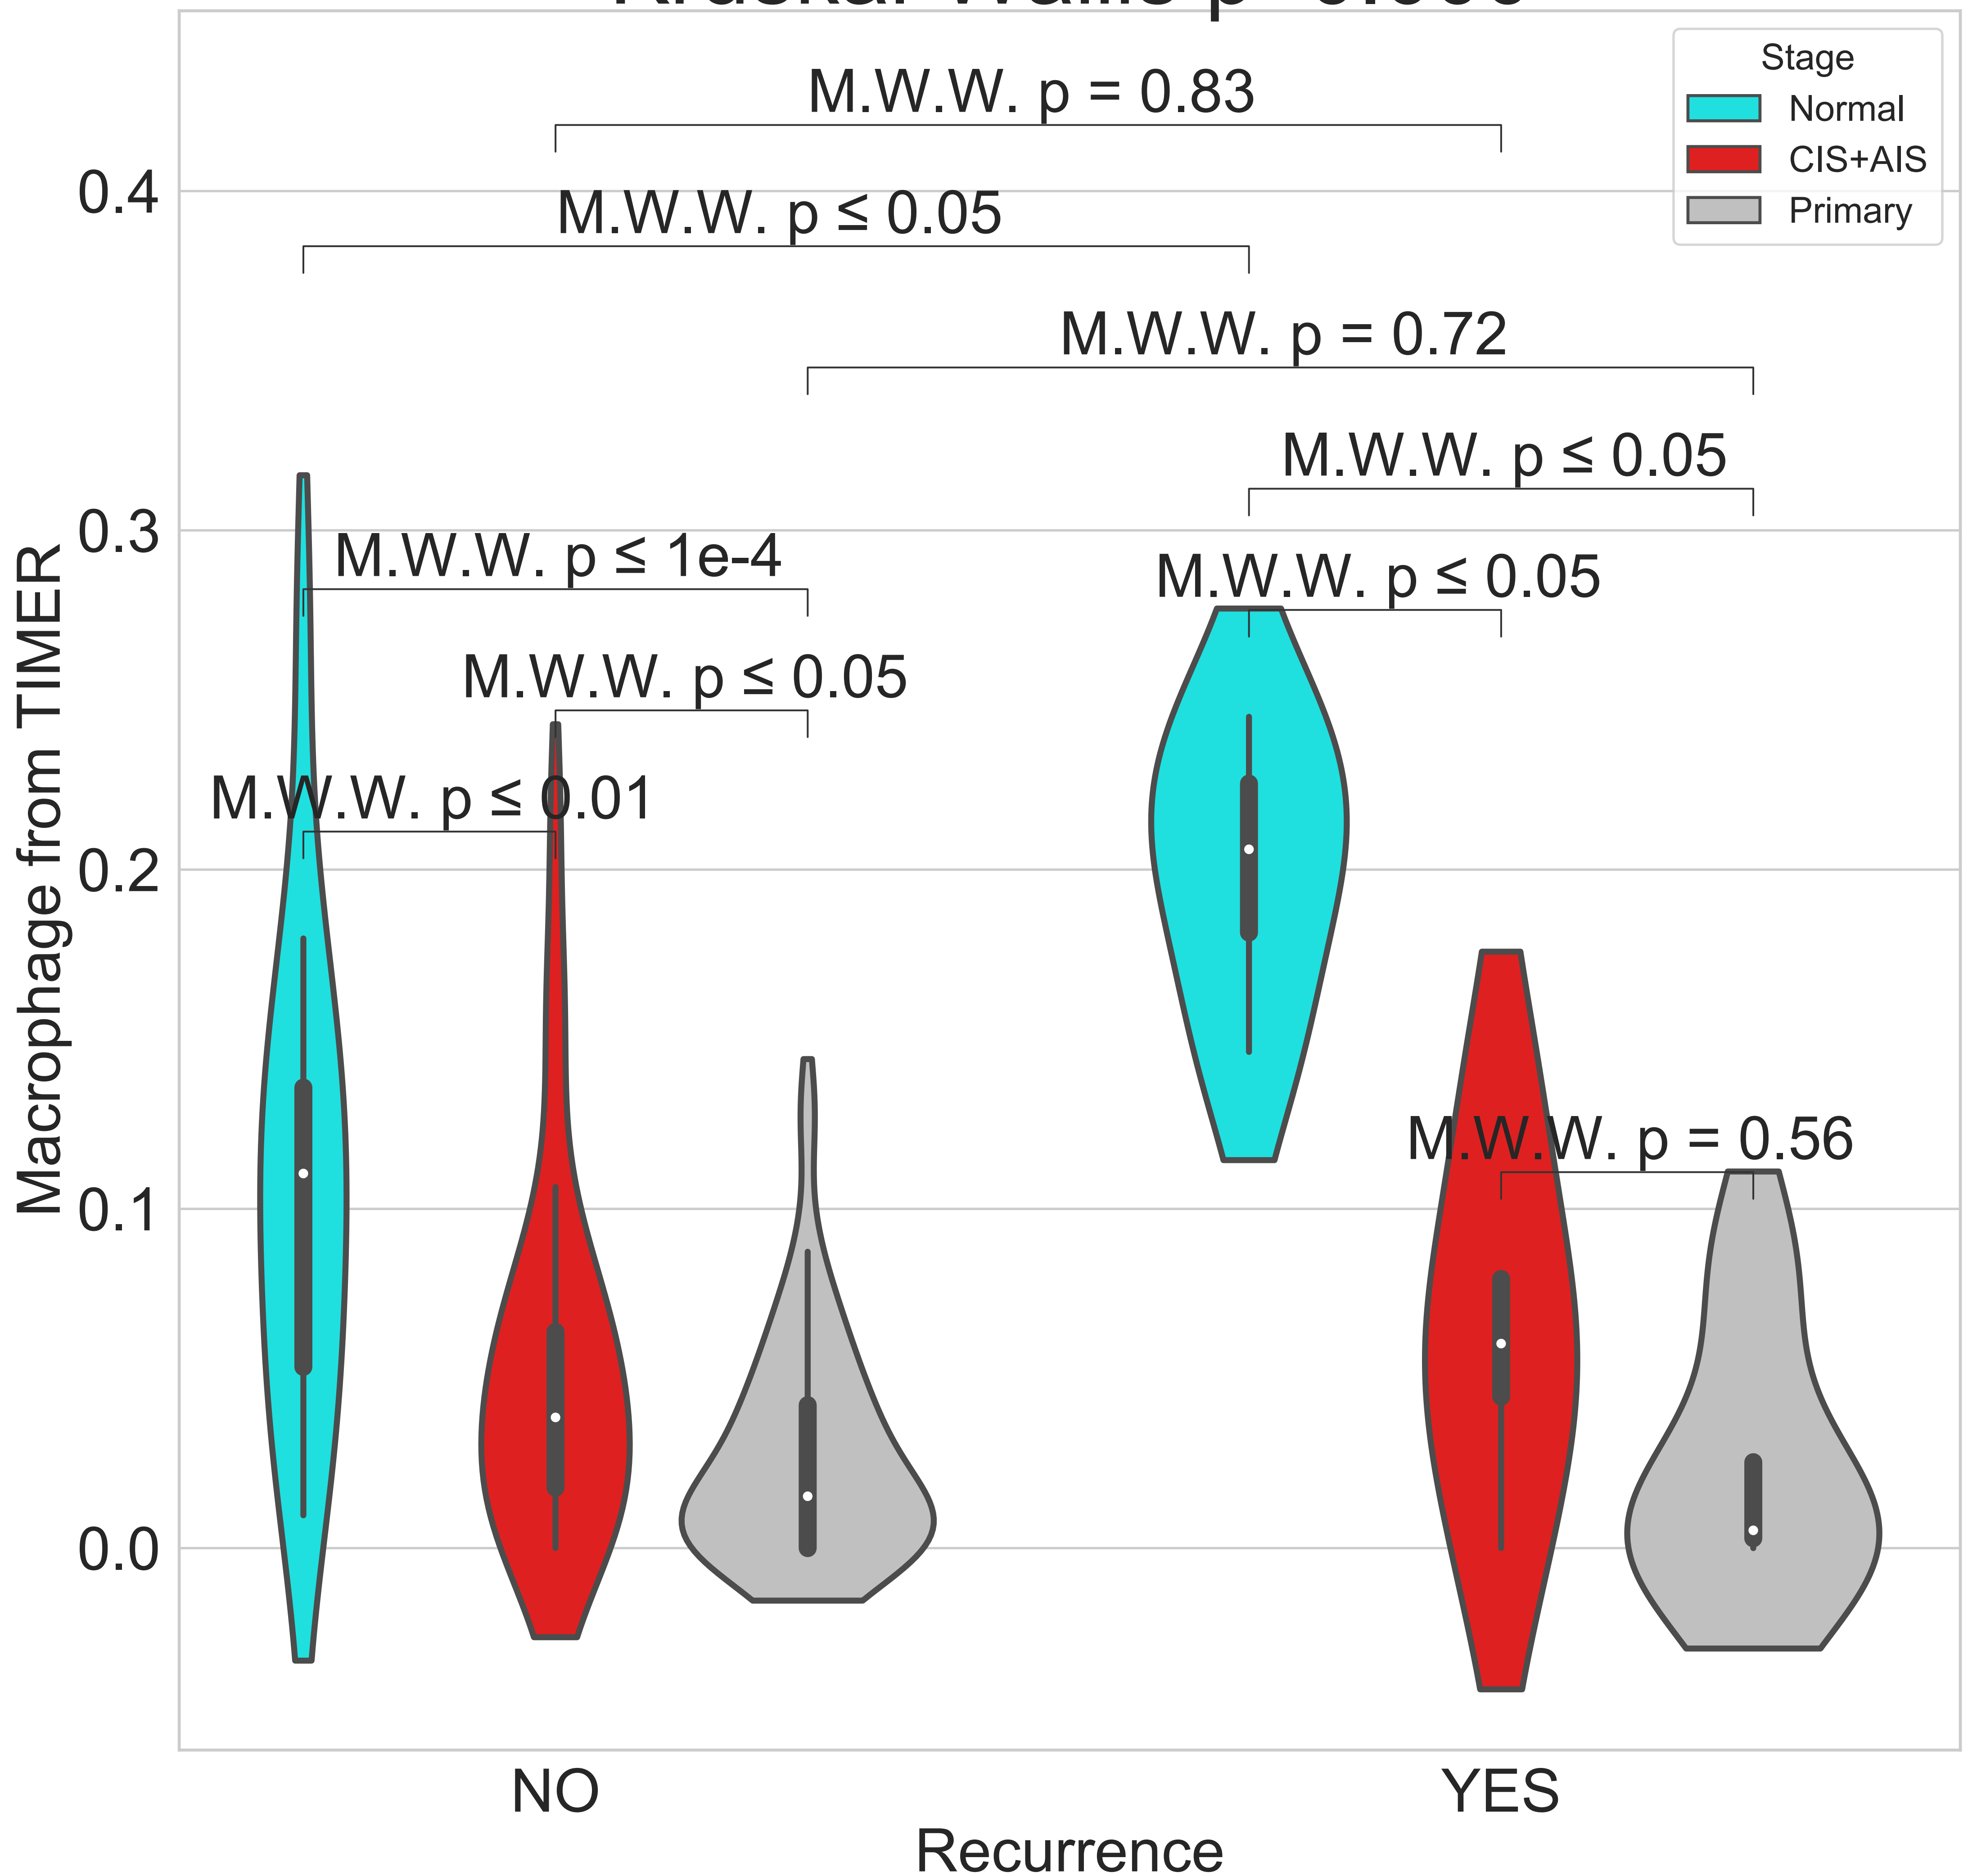 Stage
Normal
CIS+AIS
Primary
M.W.W. p = 0.83
M.W.W. p ≤ 0.05
M.W.W. p = 0.72
M.W.W. p ≤ 0.05
M.W.W. p ≤ 1e-4
M.W.W. p ≤ 0.05
M.W.W. p ≤ 0.05
M.W.W. p ≤ 0.01
M.W.W. p = 0.56
0.4
0.3
0.2
0.1
0.0
Macrophage from TIMER
NO
YES
Recurrence